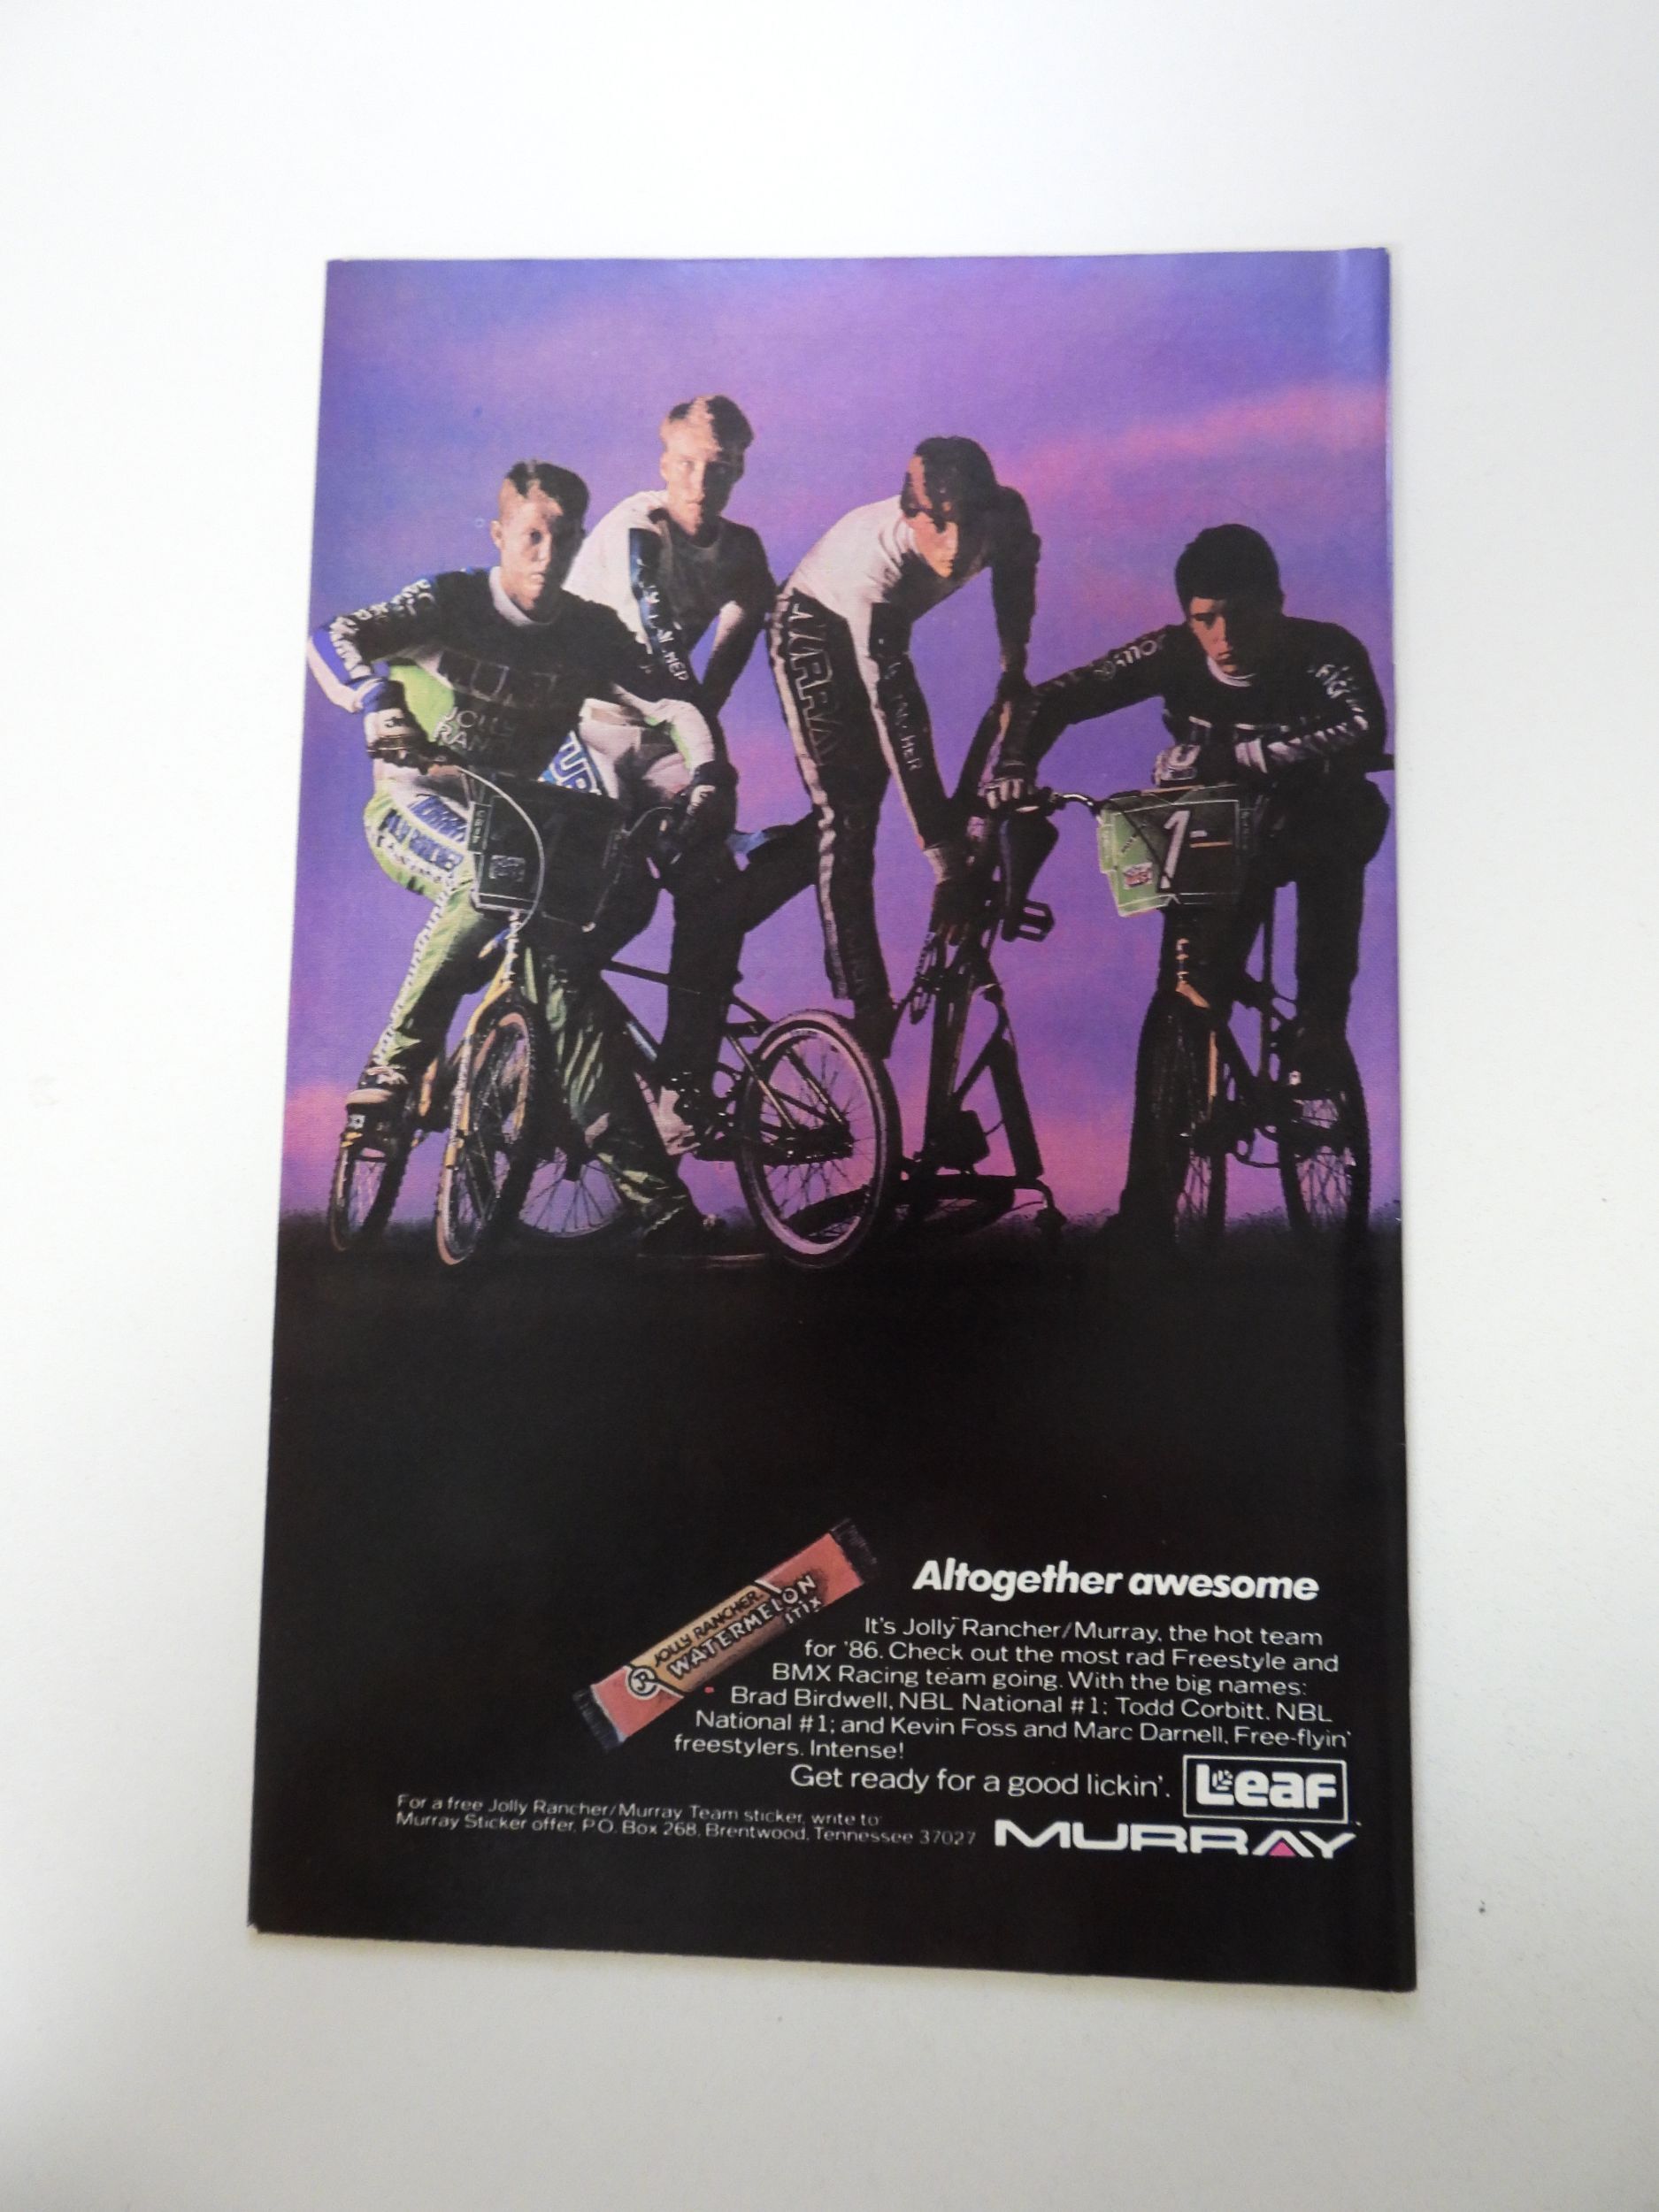 MURRAY
1
JOLLY RANCHER
WATERMELON
STIX
Altogether awesome
It's Jolly Rancher/Murray, the hot team
for '86. Check out the most rad Freestyle and
BMX Racing team going. With the big names:
Brad Birdwell, NBL National #1; Todd Corbitt, NBL
National #1; and Kevin Foss and Marc Darnell, Free-flyin'
freestylers. Intense!
Get ready for a good lickin'.
Leaf
For a free Jolly Rancher/Murray Team sticker, write to:
Murray Sticker offer, P.O. Box 268, Brentwood, Tennessee 37027
MURRAY